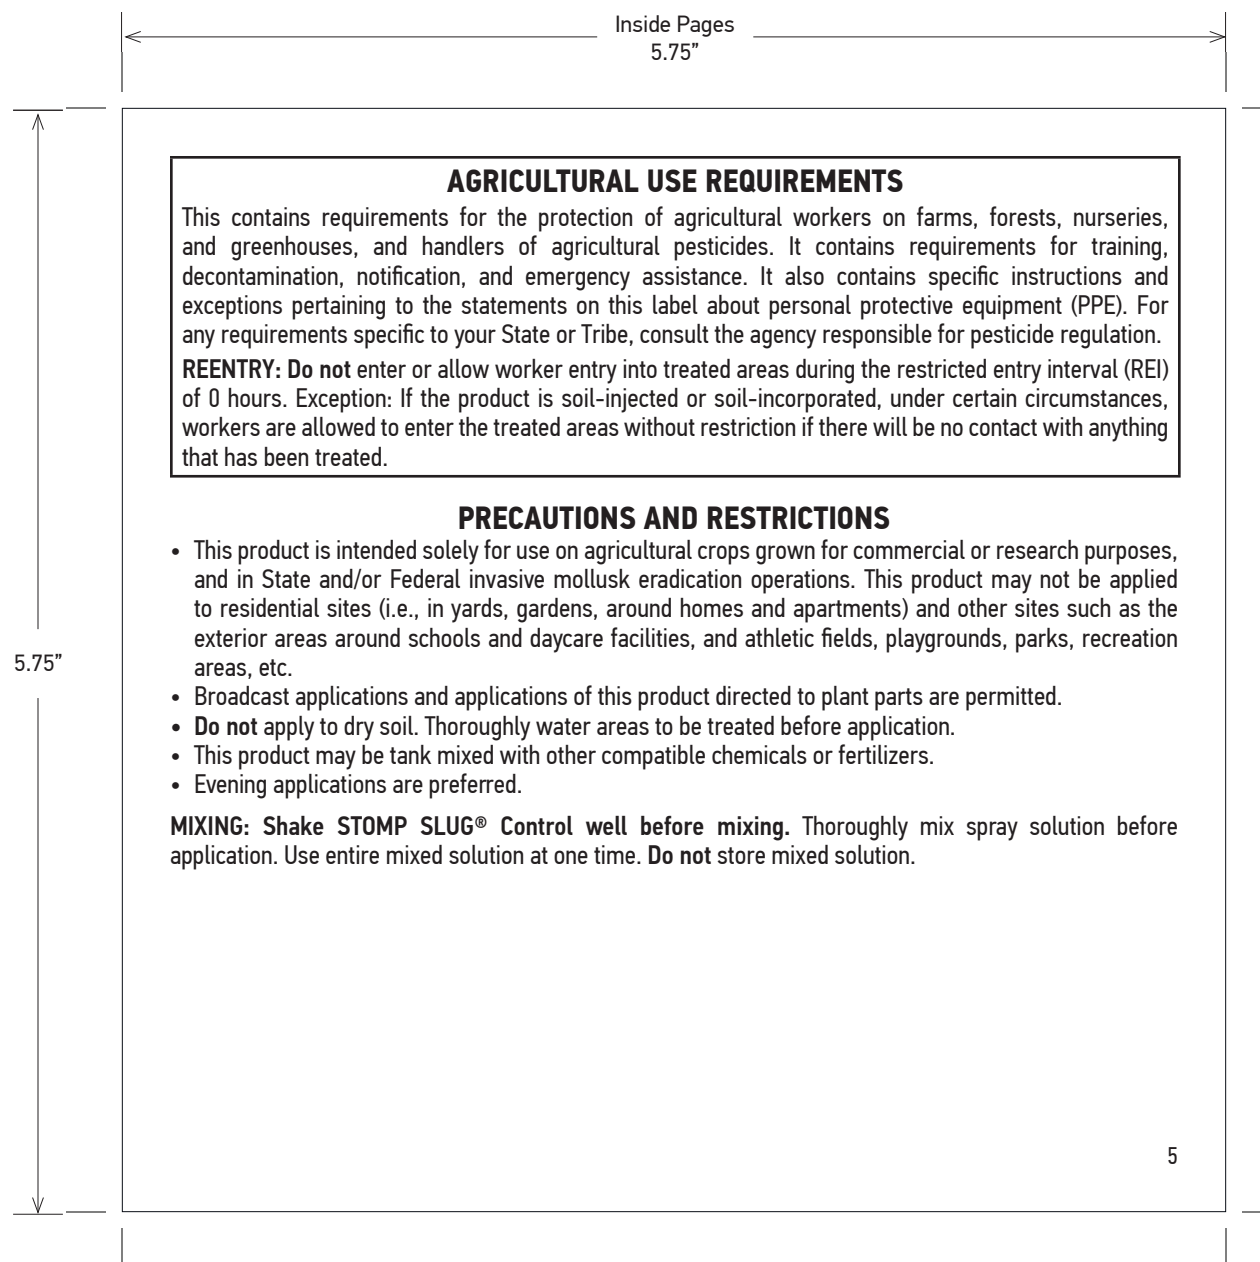 Inside Pages
5.75”
AGRICULTURAL USE REQUIREMENTS
This contains requirements for the protection of agricultural workers on farms, forests, nurseries,
and greenhouses, and handlers of agricultural pesticides. It contains requirements for training,
decontamination, notification, and emergency assistance. It also contains specific instructions and
exceptions pertaining to the statements on this label about personal protective equipment (PPE). For
any requirements specific to your State or Tribe, consult the agency responsible for pesticide regulation.
REENTRY: Do not enter or allow worker entry into treated areas during the restricted entry interval (REI)
of 0 hours. Exception: If the product is soil-injected or soil-incorporated, under certain circumstances,
workers are allowed to enter the treated areas without restriction if there will be no contact with anything
that has been treated.
PRECAUTIONS AND RESTRICTIONS
• This product is intended solely for use on agricultural crops grown for commercial or research purposes,
and in State and/or Federal invasive mollusk eradication operations. This product may not be applied
to residential sites (i.e., in yards, gardens, around homes and apartments) and other sites such as the
exterior areas around schools and daycare facilities, and athletic fields, playgrounds, parks, recreation
areas, etc.
5.75”
• Broadcast applications and applications of this product directed to plant parts are permitted.
• Do not apply to dry soil. Thoroughly water areas to be treated before application.
• This product may be tank mixed with other compatible chemicals or fertilizers.
• Evening applications are preferred.
MIXING: Shake STOMP SLUG® Control well before mixing. Thoroughly mix spray solution before
application. Use entire mixed solution at one time. Do not store mixed solution.
5